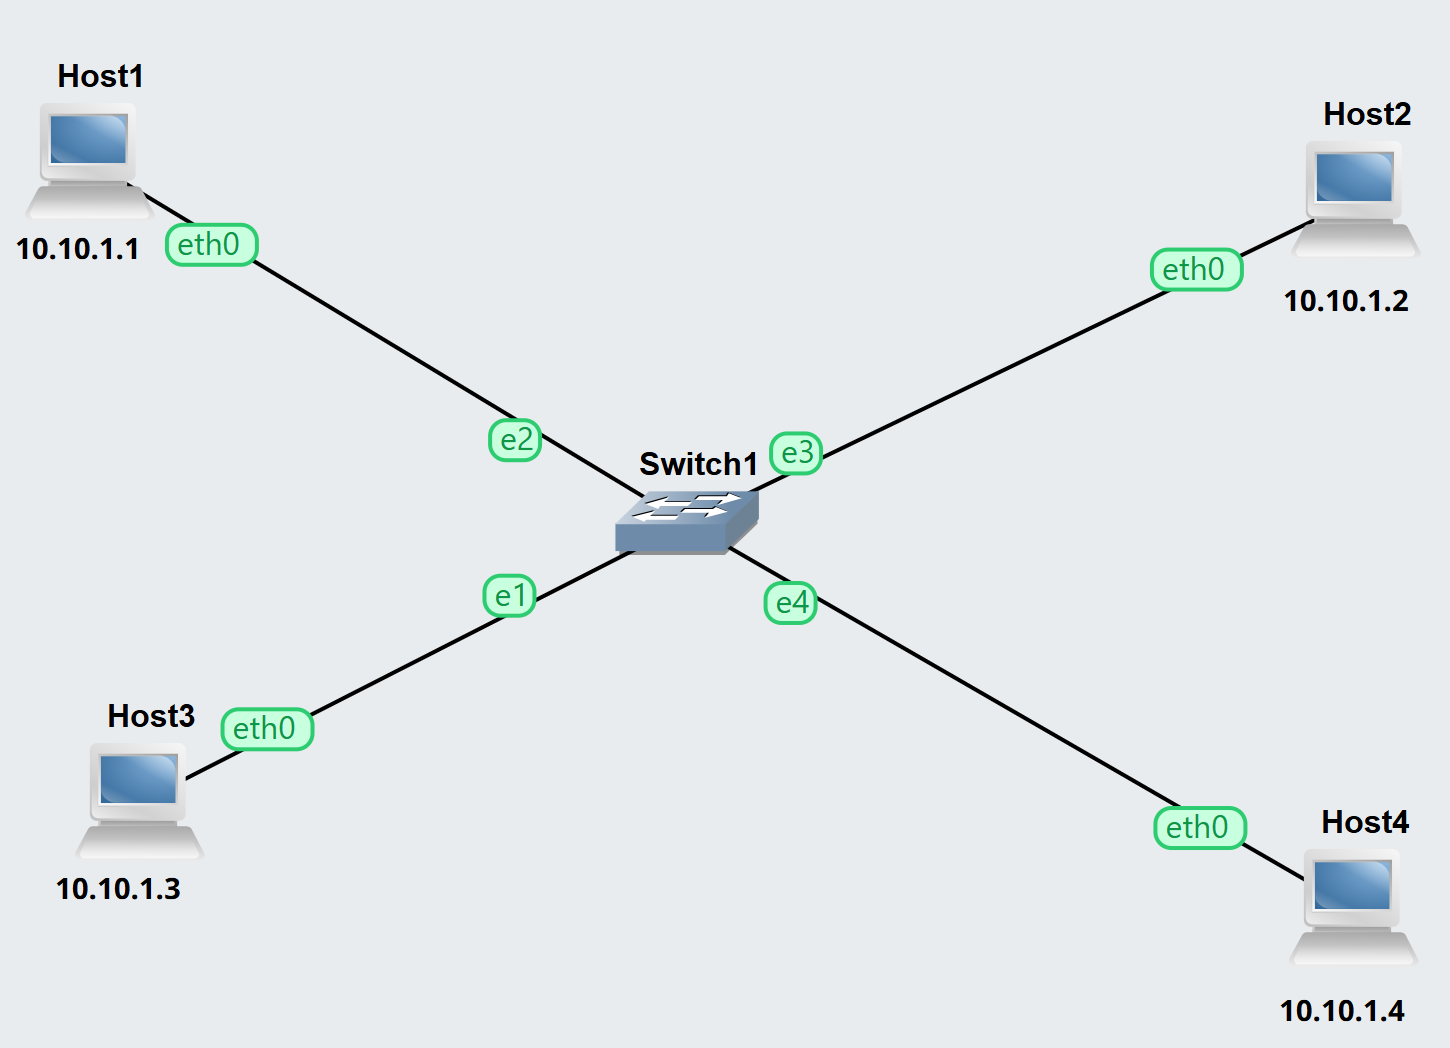 Host1
10.10.1.1
eth0
Host2
eth0
10.10.1.2
e2
e3
Switch1
e1
e4
Host3
eth0
10.10.1.3
Host4
eth0
10.10.1.4